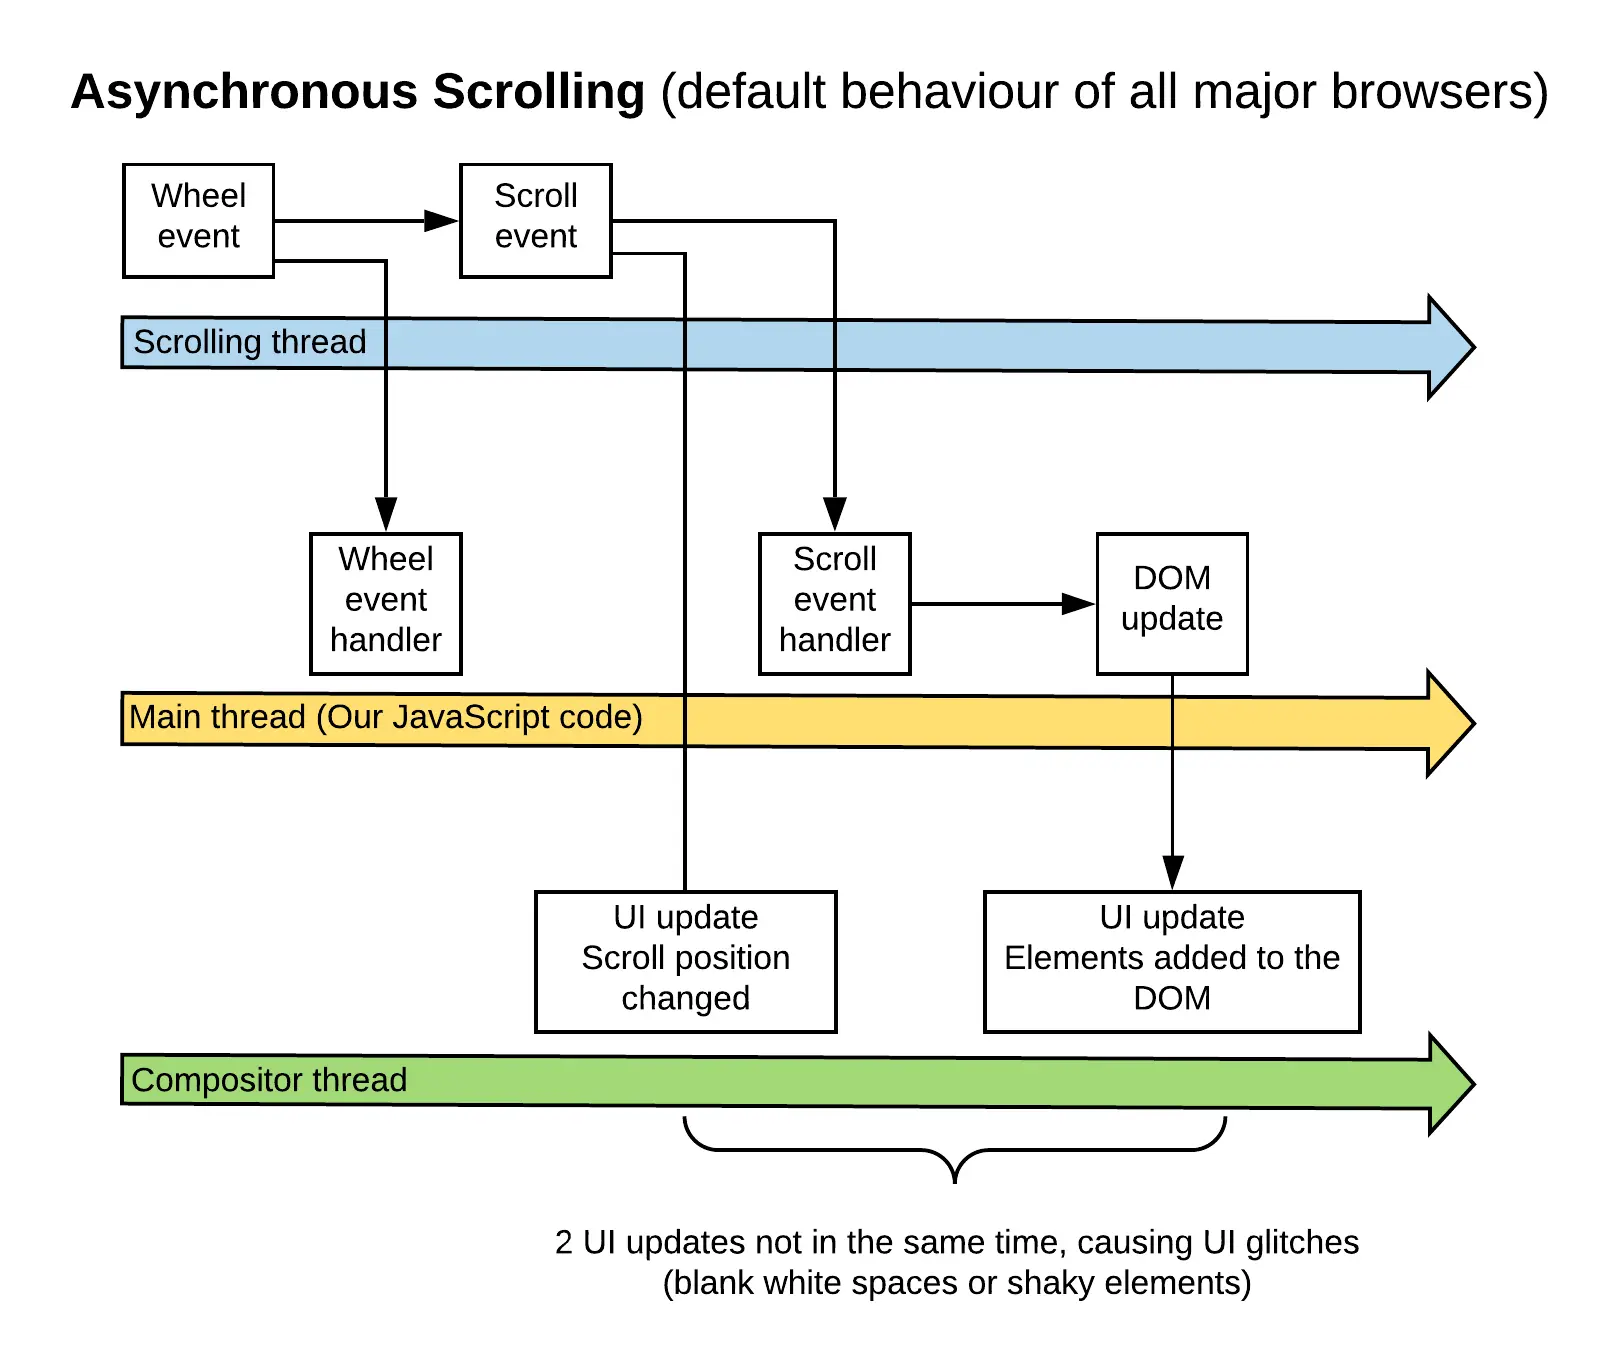 Asynchronous Scrolling (default behaviour of all major browsers)
Wheel
event
Scroll
event
Scrolling thread
Wheel
event
handler
Scroll
event
handler
DOM
update
Main thread (Our JavaScript code)
UI update
Scroll position
changed
UI update
Elements added to the
DOM
Compositor thread
2 UI updates not in the same time, causing UI glitches
(blank white spaces or shaky elements)